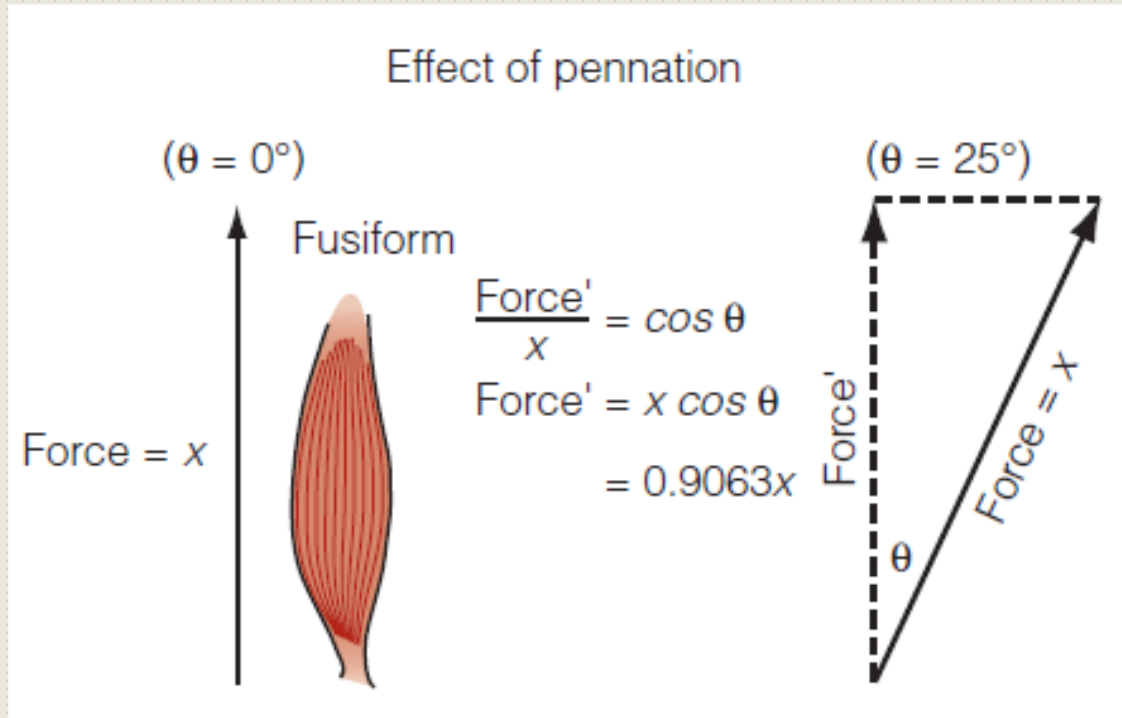 Effect of pennation
(θ = 0°)
(θ = 25°)
Fusiform
Force'
x
= cos θ
Force' = x cos θ
= 0.9063x
Force = x
Force'
θ
Force = x